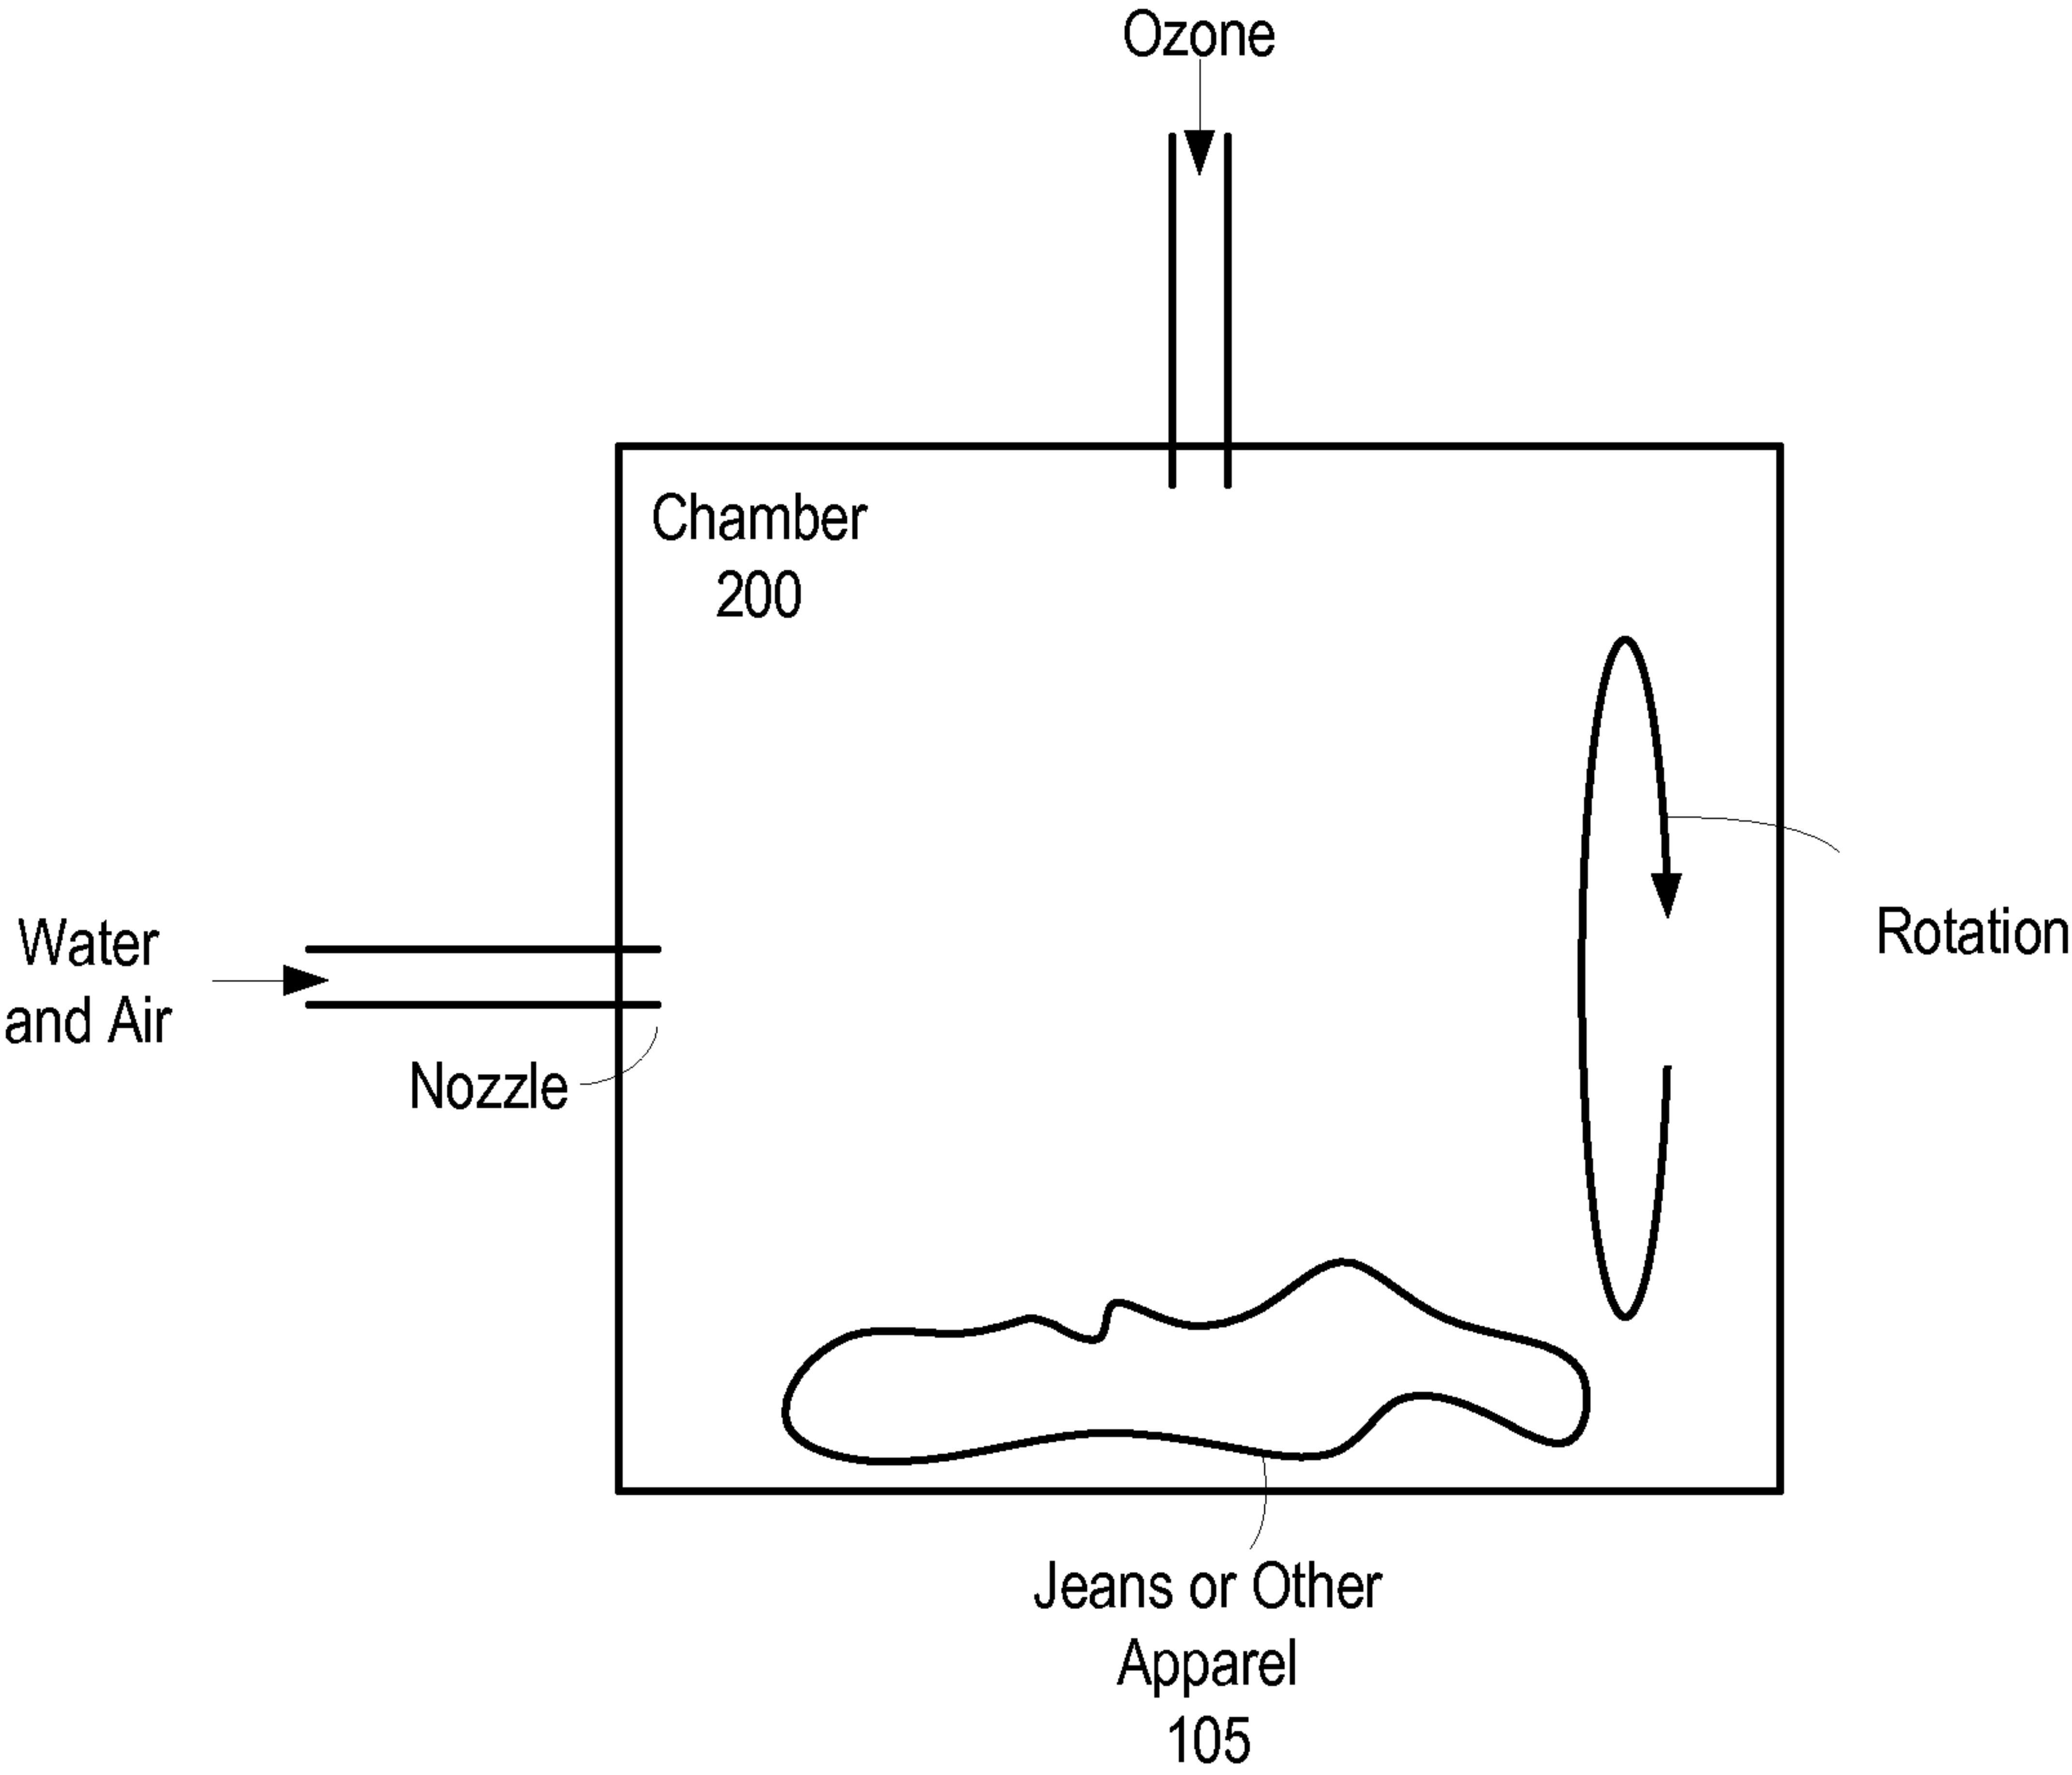 Ozone
Chamber
200
Water
and Air
Nozzle
Rotation
Jeans or Other
Apparel
105